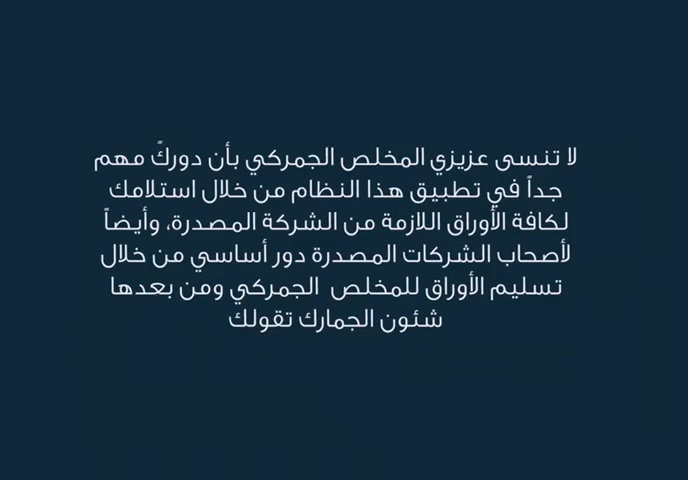 لا تنسى عزيزي المخلص الجمركي بأن دوركً مهم
جداً في تطبيق هذا النظام من خلال استلامك
لكافة الأوراق اللازمة من الشركة المصدرة، وأيضاً
لأصحاب الشركات المصدرة دور أساسي من خلال
تسليم الأوراق للمخلص  الجمركي ومن بعدها
شئون الجمارك تقولك